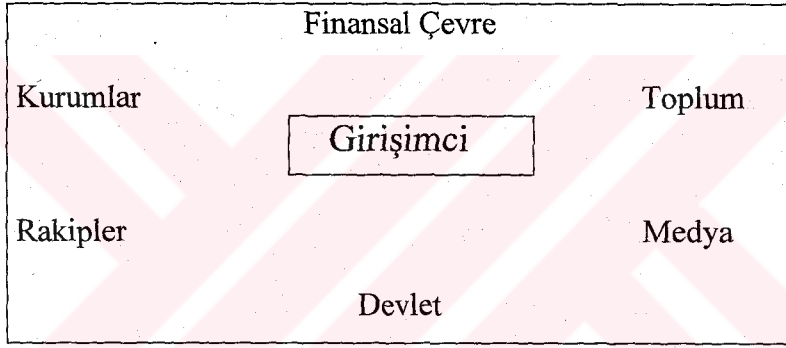 Finansal Çevre
Kurumlar
Toplum
Girişimci
Rakipler
Medya
Devlet